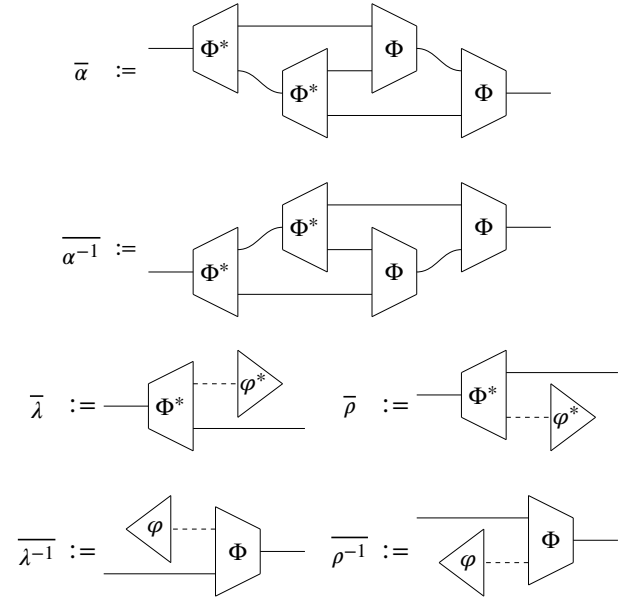 α̅ := Φ* Φ* Φ Φ
α⁻¹̅ := Φ* Φ* Φ Φ
λ̅ := Φ* φ* ρ̅ := Φ* φ*
λ⁻¹̅ := φ Φ ρ⁻¹̅ := φ Φ